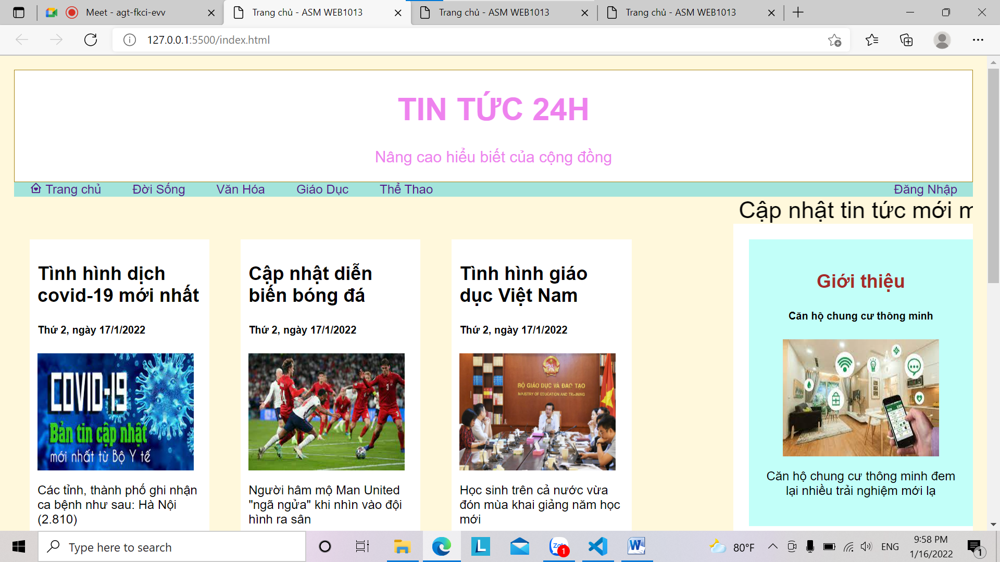 Meet - agt-fkci-evv
Trang chủ - ASM WEB1013
Trang chủ - ASM WEB1013
Trang chủ - ASM WEB1013
127.0.0.1:5500/index.html
TIN TỨC 24H
Nâng cao hiểu biết của cộng đồng
Trang chủ Đời Sống Văn Hóa Giáo Dục Thể Thao Đăng Nhập
Cập nhật tin tức mới m
Tình hình dịch
covid-19 mới nhất
Thứ 2, ngày 17/1/2022
COVID-19
Bản tin cập nhật
mới nhất từ Bộ Y tế
Các tỉnh, thành phố ghi nhận
ca bệnh như sau: Hà Nội
(2.810)
Cập nhật diễn
biến bóng đá
Thứ 2, ngày 17/1/2022
Người hâm mộ Man United
"ngã ngửa" khi nhìn vào đội
hình ra sân
Tình hình giáo
dục Việt Nam
Thứ 2, ngày 17/1/2022
BỘ GIÁO DỤC VÀ ĐÀO TẠO
MINISTRY OF EDUCATION AND TRAINING
Học sinh trên cả nước vừa
đón mùa khai giảng năm học
mới
Giới thiệu
Căn hộ chung cư thông minh
Căn hộ chung cư thông minh đem
lại nhiều trải nghiệm mới lạ
Type here to search
L
Zalo
1
W
80°F
ENG
9:58 PM
1/16/2022
1